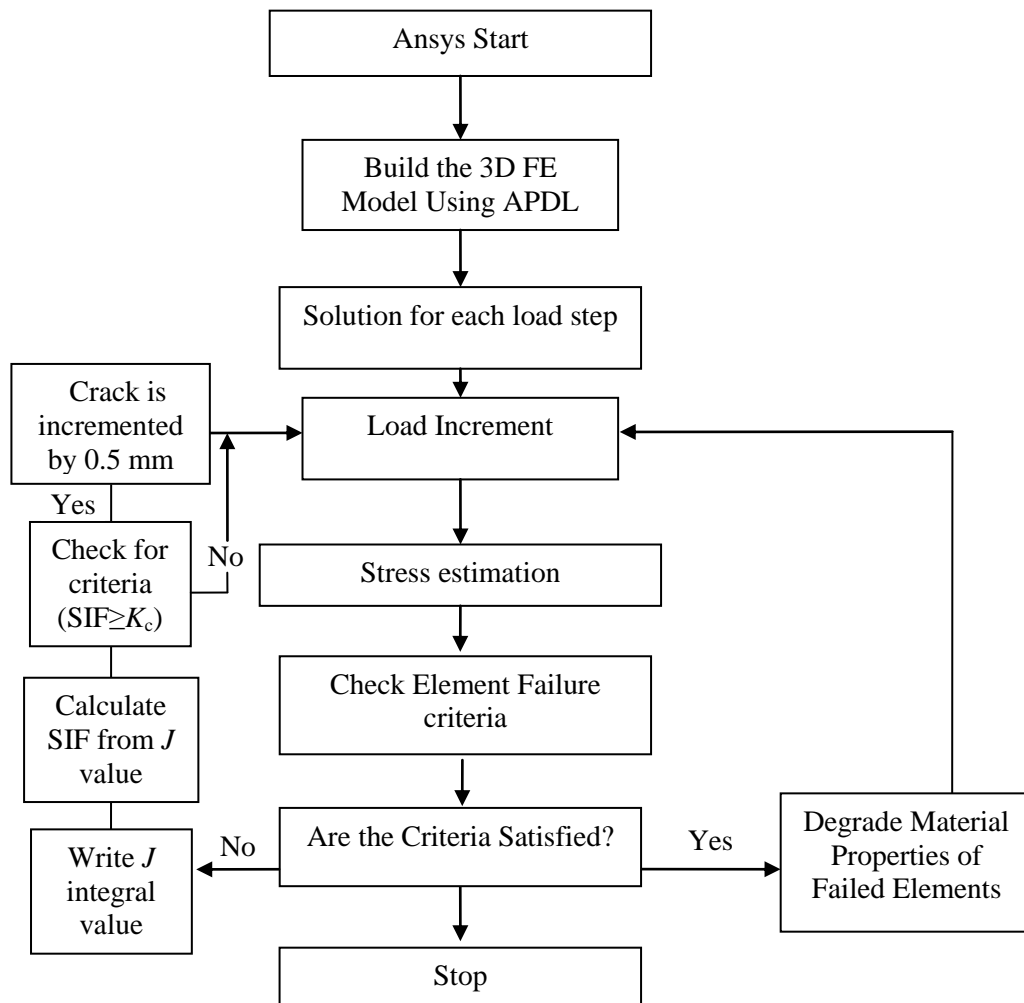 Ansys Start
Build the 3D FE
Model Using APDL
Solution for each load step
Crack is
incremented
by 0.5 mm
Load Increment
Yes
Check for
criteria
(SIF≥Kc)
No
Stress estimation
Check Element Failure
criteria
Calculate
SIF from J
value
Are the Criteria Satisfied?
No
Yes
Write J
integral
value
Degrade Material
Properties of
Failed Elements
Stop